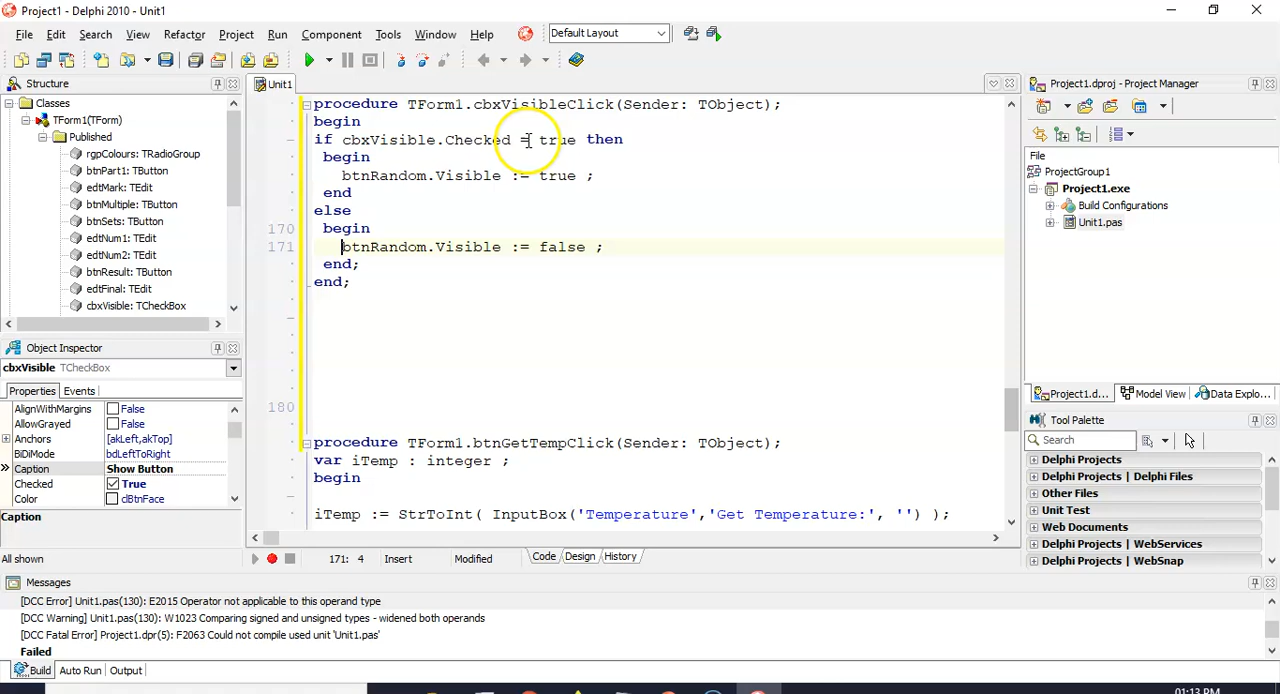 Project1 - Delphi 2010 - Unit1
File Edit Search View Refactor Project Run Component Tools Window Help Default Layout
Structure
Classes
TForm1(TForm)
Published
rgpColours: TRadioGroup
btnPart1: TButton
edtMark: TEdit
btnMultiple: TButton
btnSets: TButton
edtNum1: TEdit
edtNum2: TEdit
btnResult: TButton
edtFinal: TEdit
cbxVisible: TCheckBox
Object Inspector
cbxVisible TCheckBox
Properties Events
AlignWithMargins False
AllowGrayed False
Anchors [akLeft,akTop]
BiDiMode bdLeftToRight
Caption Show Button
Checked True
Color clBtnFace
Caption
All shown
Unit1
procedure TForm1.cbxVisibleClick(Sender: TObject);
begin
if cbxVisible.Checked = true then
begin
btnRandom.Visible := true ;
end
else
170 begin
171 btnRandom.Visible := false ;
end;
end;
180
procedure TForm1.btnGetTempClick(Sender: TObject);
var iTemp : integer ;
begin
iTemp := StrToInt( InputBox('Temperature','Get Temperature:', '') );
171: 4 Insert Modified Code Design History
Project1.dproj - Project Manager
File
ProjectGroup1
Project1.exe
Build Configurations
Unit1.pas
Project1.d... Model View Data Explo...
Tool Palette
Search
Delphi Projects
Delphi Projects | Delphi Files
Other Files
Unit Test
Web Documents
Delphi Projects | WebServices
Delphi Projects | WebSnap
Messages
[DCC Error] Unit1.pas(130): E2015 Operator not applicable to this operand type
[DCC Warning] Unit1.pas(130): W1023 Comparing signed and unsigned types - widened both operands
[DCC Fatal Error] Project1.dpr(5): F2063 Could not compile used unit 'Unit1.pas'
Failed
Build Auto Run Output